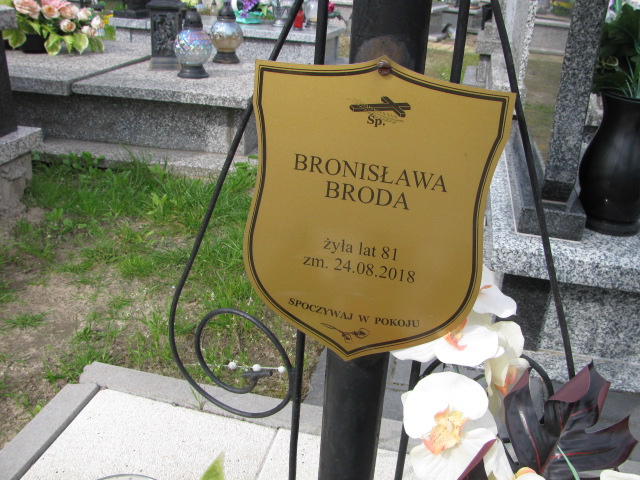 Śp.
BRONISŁAWA
BRODA
żyła lat 81
zm. 24.08.2018
SPOCZYWAJ W POKOJU